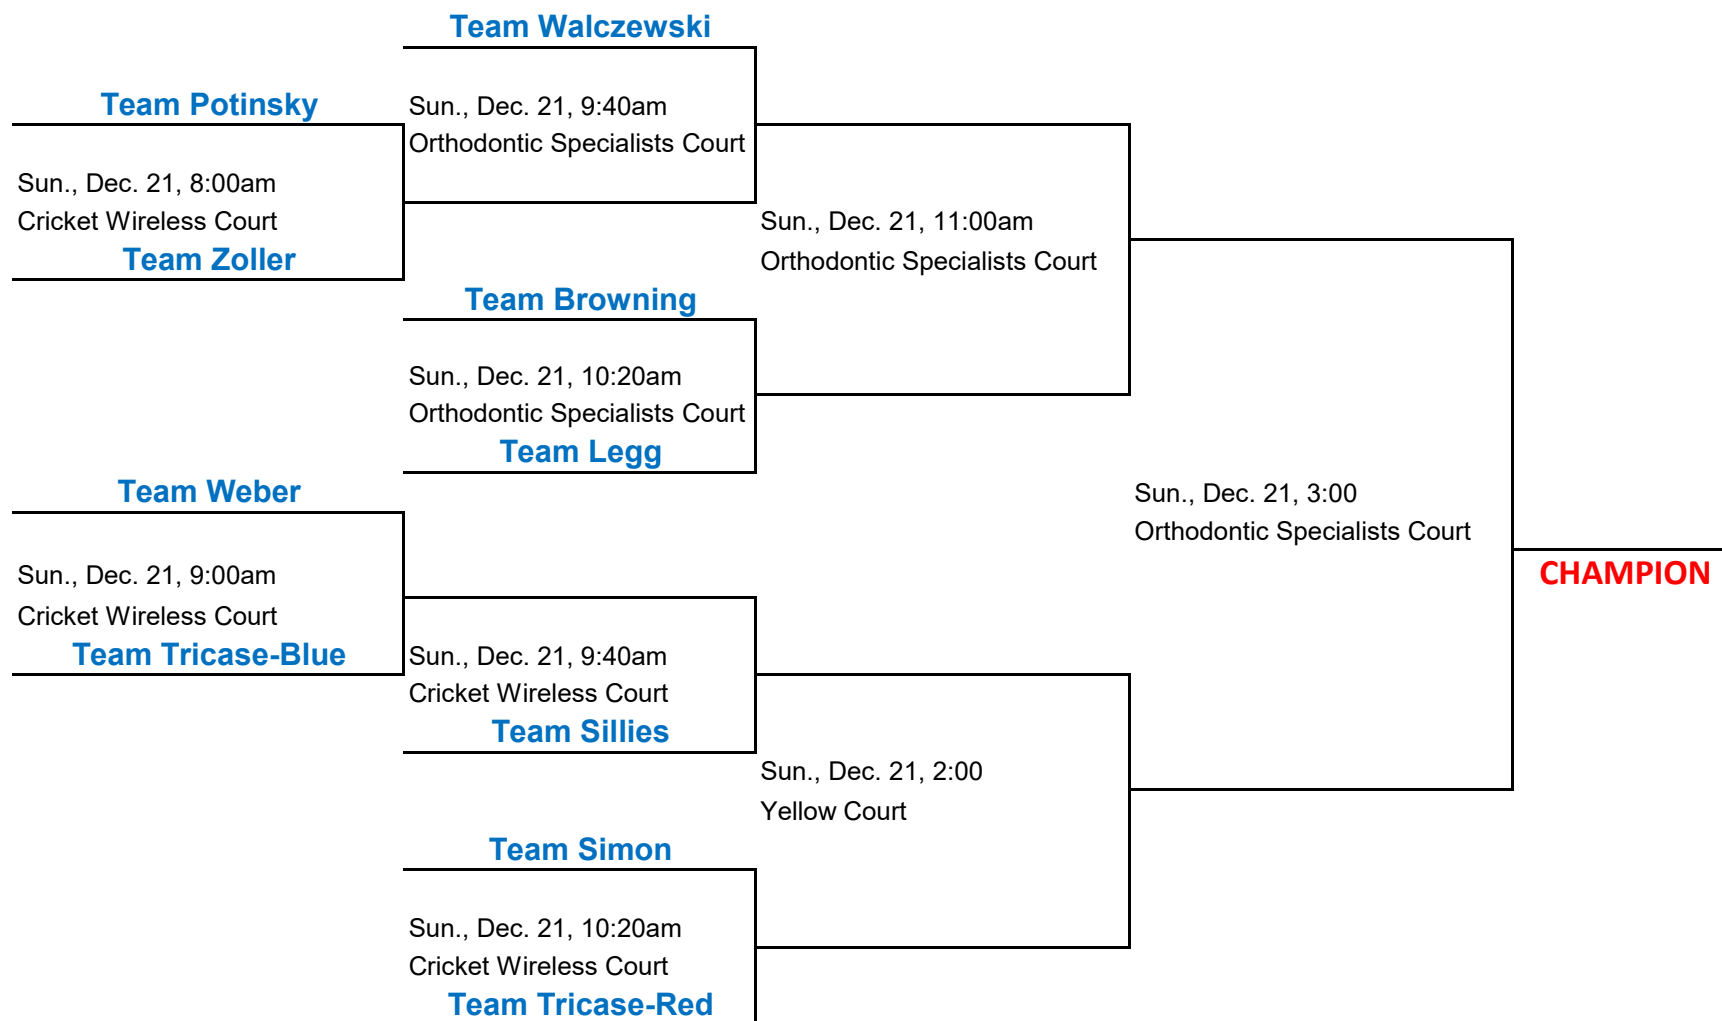 Team Walczewski
Team Potinsky
Sun., Dec. 21, 9:40am
Orthodontic Specialists Court
Sun., Dec. 21, 8:00am
Cricket Wireless Court
Team Zoller
Sun., Dec. 21, 11:00am
Orthodontic Specialists Court
Team Browning
Sun., Dec. 21, 10:20am
Orthodontic Specialists Court
Team Legg
Team Weber
Sun., Dec. 21, 3:00
Orthodontic Specialists Court
Sun., Dec. 21, 9:00am
Cricket Wireless Court
Team Tricase-Blue
CHAMPION
Sun., Dec. 21, 9:40am
Cricket Wireless Court
Team Sillies
Sun., Dec. 21, 2:00
Yellow Court
Team Simon
Sun., Dec. 21, 10:20am
Cricket Wireless Court
Team Tricase-Red